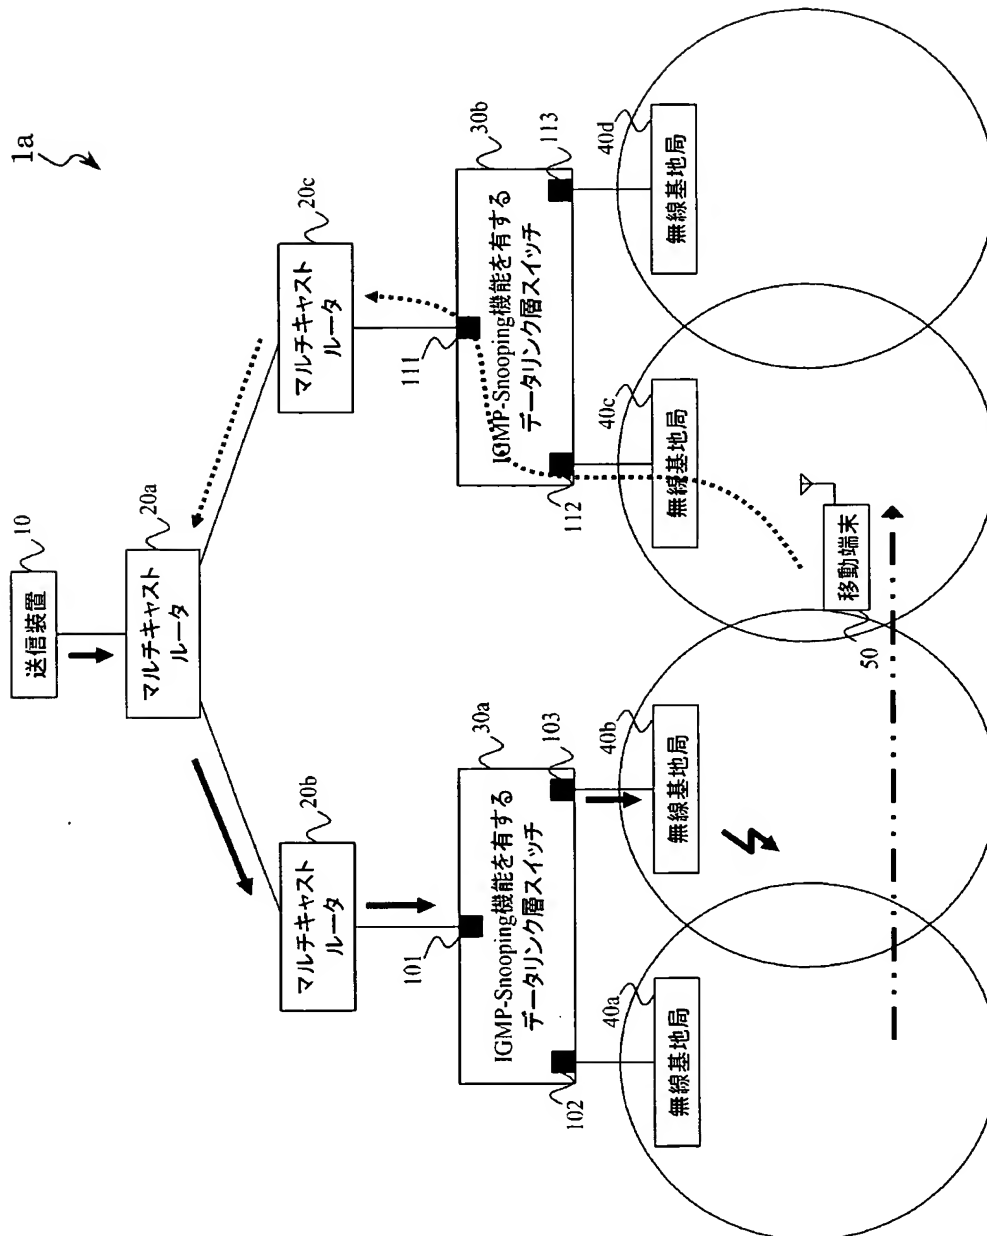 1a
10
送信装置
20a
マルチキャスト
ルータ
20b
マルチキャスト
ルータ
20c
マルチキャスト
ルータ
101
30a
IGMP-Snooping機能を有する
データリンク層スイッチ
102
103
111
30b
IGMP-Snooping機能を有する
データリンク層スイッチ
112
113
40a
無線基地局
40b
無線基地局
40c
無線基地局
40d
無線基地局
移動端末
50